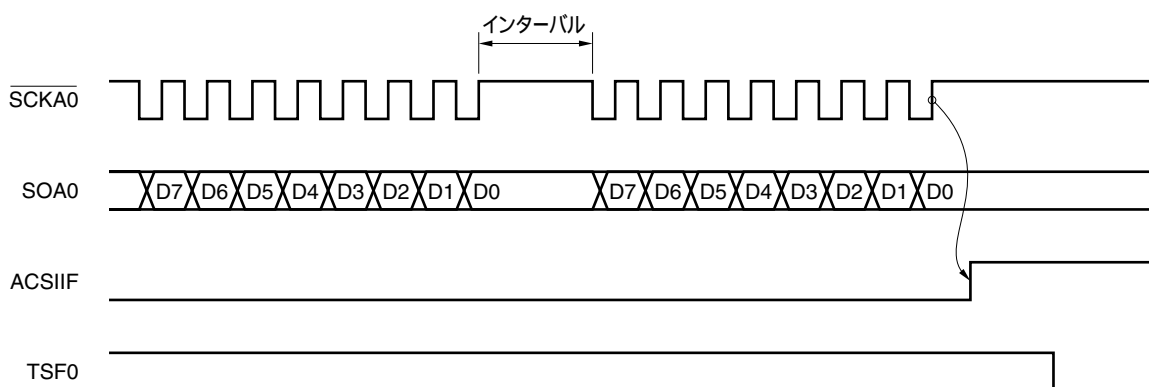 インターバル
SCKA0
SOA0 D7 D6 D5 D4 D3 D2 D1 D0 D7 D6 D5 D4 D3 D2 D1 D0
ACSIIF
TSF0